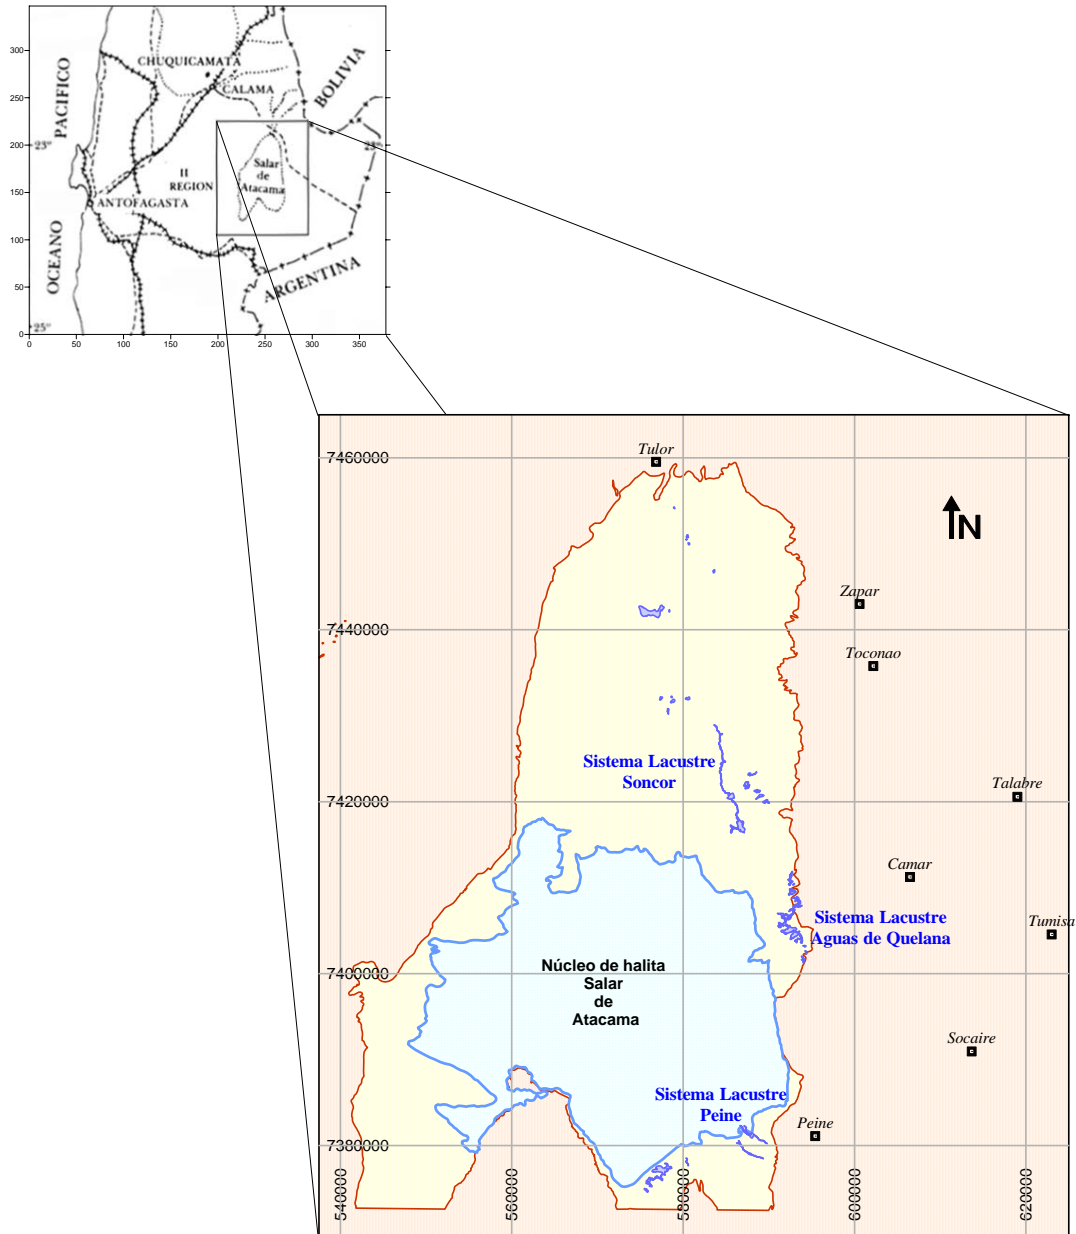 300
250
200
150
100
50
0
0
50
100
150
200
250
300
350
PACIFICO
OCEANO
CHUQUICAMATA
CALAMA
BOLIVIA
23°
23°
II
REGION
Salar
de
Atacama
ANTOFAGASTA
ARGENTINA
25°
Tulor
7460000
N
Zapar
7440000
Toconao
Sistema Lacustre
Soncor
Talabre
7420000
Camar
Sistema Lacustre
Aguas de Quelana
Tumisa
Núcleo de halita
Salar
de
Atacama
7400000
Socaire
Sistema Lacustre
Peine
Peine
7380000
540000
560000
580000
600000
620000